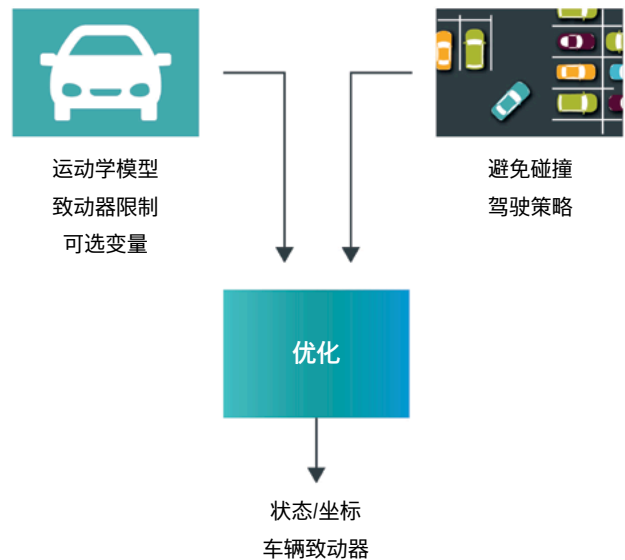 运动学模型
致动器限制
可选变量
避免碰撞
驾驶策略
优化
状态/坐标
车辆致动器